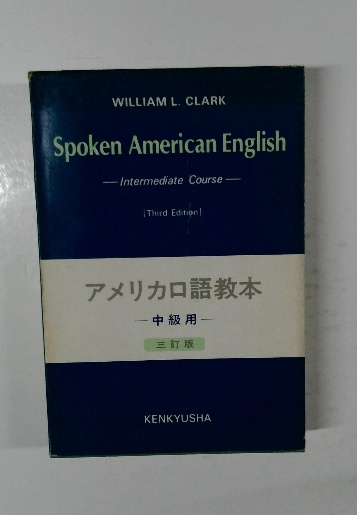 WILLIAM L. CLARK
Spoken American English
— Intermediate Course —
[Third Edition]
アメリカ口語教本
— 中級用 —
三訂版
KENKYUSHA